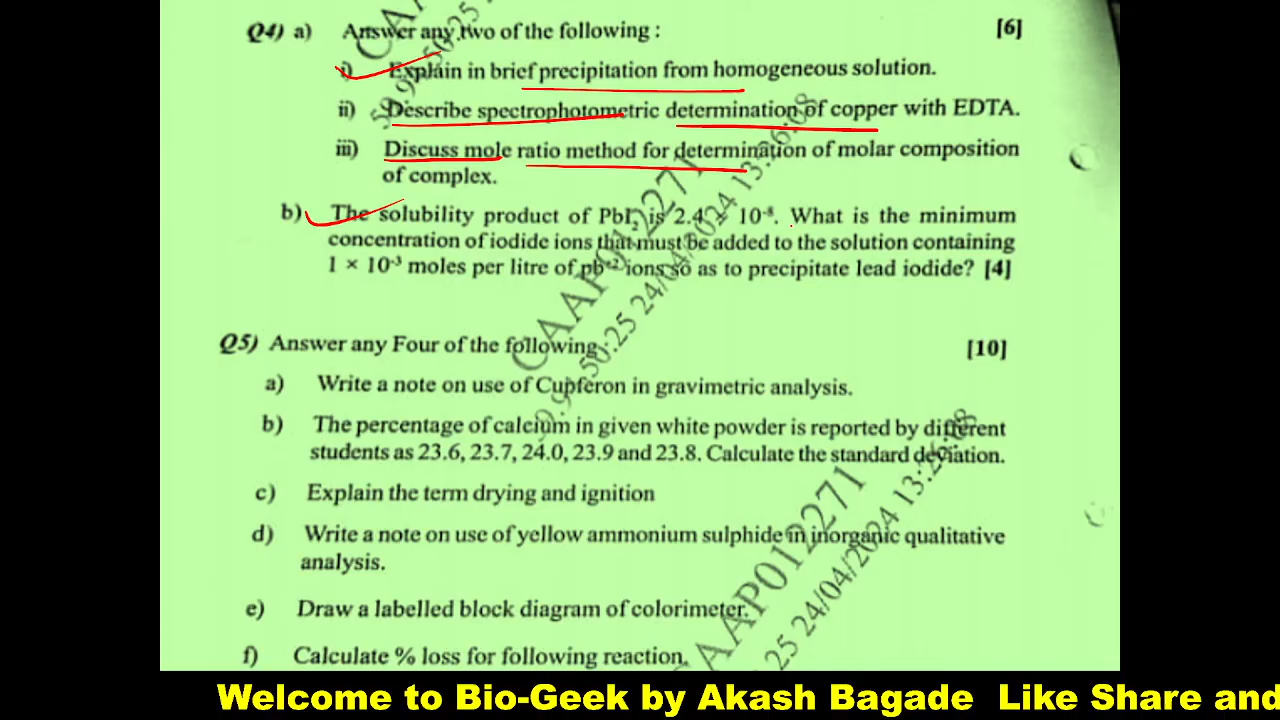 Q4) a) Answer any two of the following : [6]
i) Explain in brief precipitation from homogeneous solution.
ii) Describe spectrophotometric determination of copper with EDTA.
iii) Discuss mole ratio method for determination of molar composition
of complex.
b) The solubility product of PbI₂ is 2.4 10⁻⁸. What is the minimum
concentration of iodide ions that must be added to the solution containing
1 × 10⁻³ moles per litre of pb⁺² ions so as to precipitate lead iodide? [4]
Q5) Answer any Four of the following : [10]
a) Write a note on use of Cupferon in gravimetric analysis.
b) The percentage of calcium in given white powder is reported by different
students as 23.6, 23.7, 24.0, 23.9 and 23.8. Calculate the standard deviation.
c) Explain the term drying and ignition
d) Write a note on use of yellow ammonium sulphide in inorganic qualitative
analysis.
e) Draw a labelled block diagram of colorimeter.
f) Calculate % loss for following reaction.
CAAP012271
24/04/2024 13:26:08
Welcome to Bio-Geek by Akash Bagade Like Share and